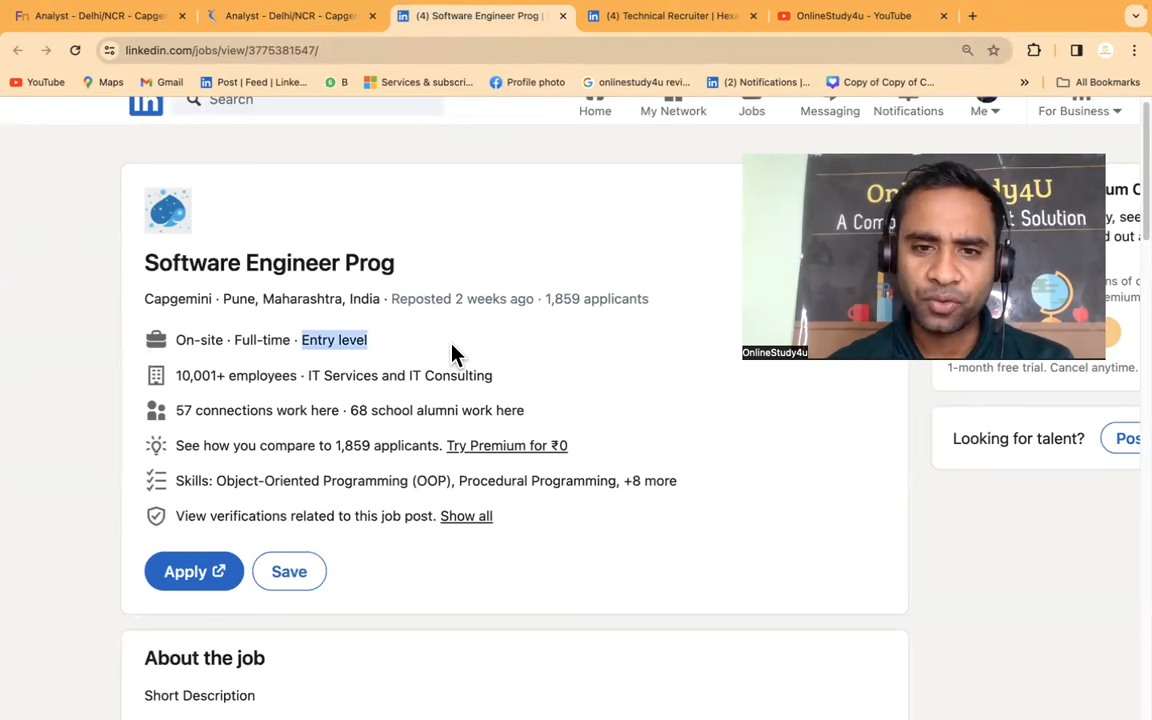 Analyst - Delhi/NCR - Capge
Analyst - Delhi/NCR - Capger
(4) Software Engineer Prog |
(4) Technical Recruiter | Hexa
OnlineStudy4u - YouTube
linkedin.com/jobs/view/3775381547/
YouTube
Maps
Gmail
Post | Feed | Linke...
B
Services & subscri...
Profile photo
onlinestudy4u revi...
(2) Notifications |...
Copy of Copy of C...
All Bookmarks
Search
Home
My Network
Jobs
Messaging
Notifications
Me
For Business
Software Engineer Prog
Capgemini · Pune, Maharashtra, India · Reposted 2 weeks ago · 1,859 applicants
On-site · Full-time · Entry level
10,001+ employees · IT Services and IT Consulting
57 connections work here · 68 school alumni work here
See how you compare to 1,859 applicants. Try Premium for ₹0
Skills: Object-Oriented Programming (OOP), Procedural Programming, +8 more
View verifications related to this job post. Show all
Apply
Save
About the job
Short Description
Study4U
A Com
Solution
OnlineStudy4u
1-month free trial. Cancel anytime.
Looking for talent?
Pos